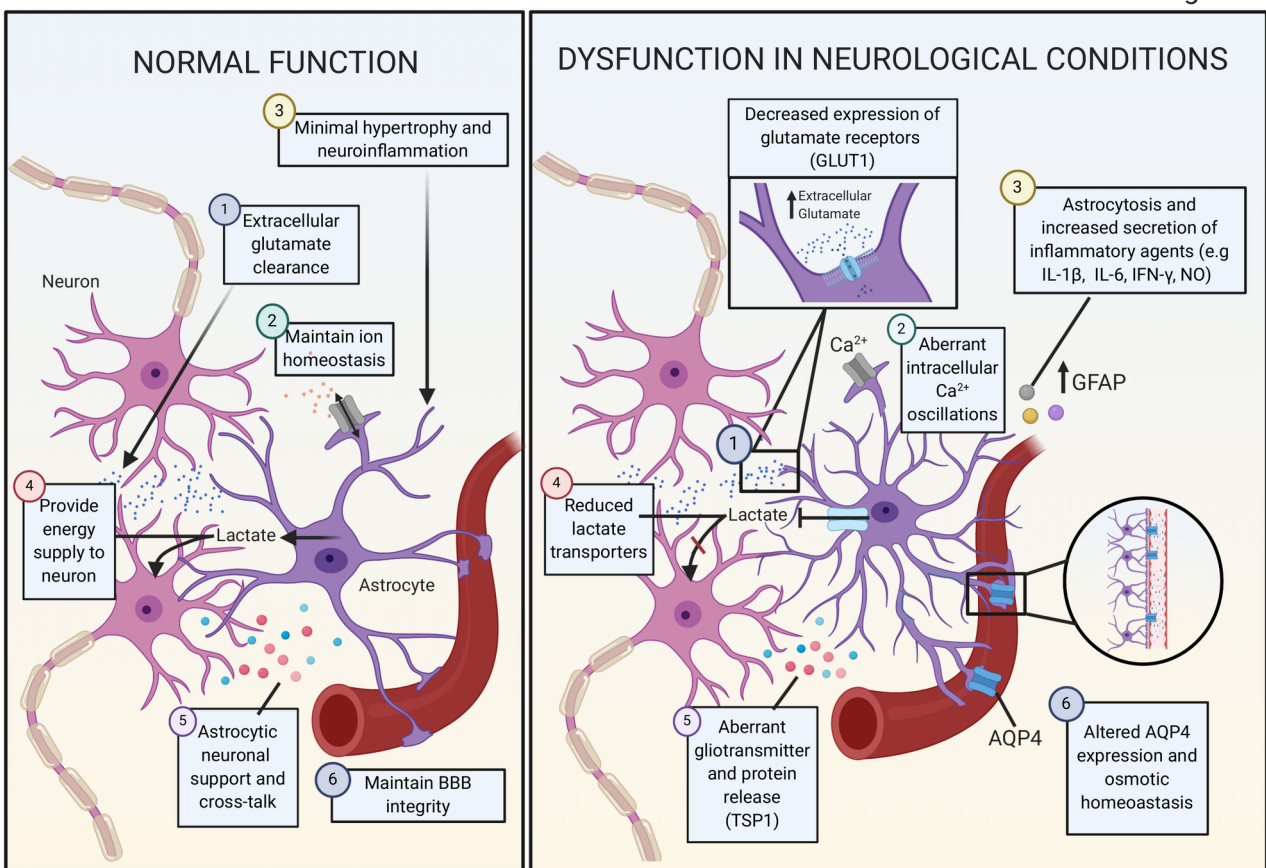 NORMAL FUNCTION
3
Minimal hypertrophy and
neuroinflammation
1
Extracellular
glutamate
clearance
Neuron
2
Maintain ion
homeostasis
4
Provide
energy
supply to
neuron
Lactate
Astrocyte
5
Astrocytic
neuronal
support and
cross-talk
6
Maintain BBB
integrity
DYSFUNCTION IN NEUROLOGICAL CONDITIONS
Decreased expression of
glutamate receptors
(GLUT1)
Extracellular
Glutamate
3
Astrocytosis and
increased secretion of
inflammatory agents (e.g
IL-1β, IL-6, IFN-γ, NO)
Ca²⁺
2
Aberrant
intracellular
Ca²⁺
oscillations
GFAP
1
4
Reduced
lactate
transporters
Lactate
5
Aberrant
gliotransmitter
and protein
release
(TSP1)
AQP4
6
Altered AQP4
expression and
osmotic
homeoastasis